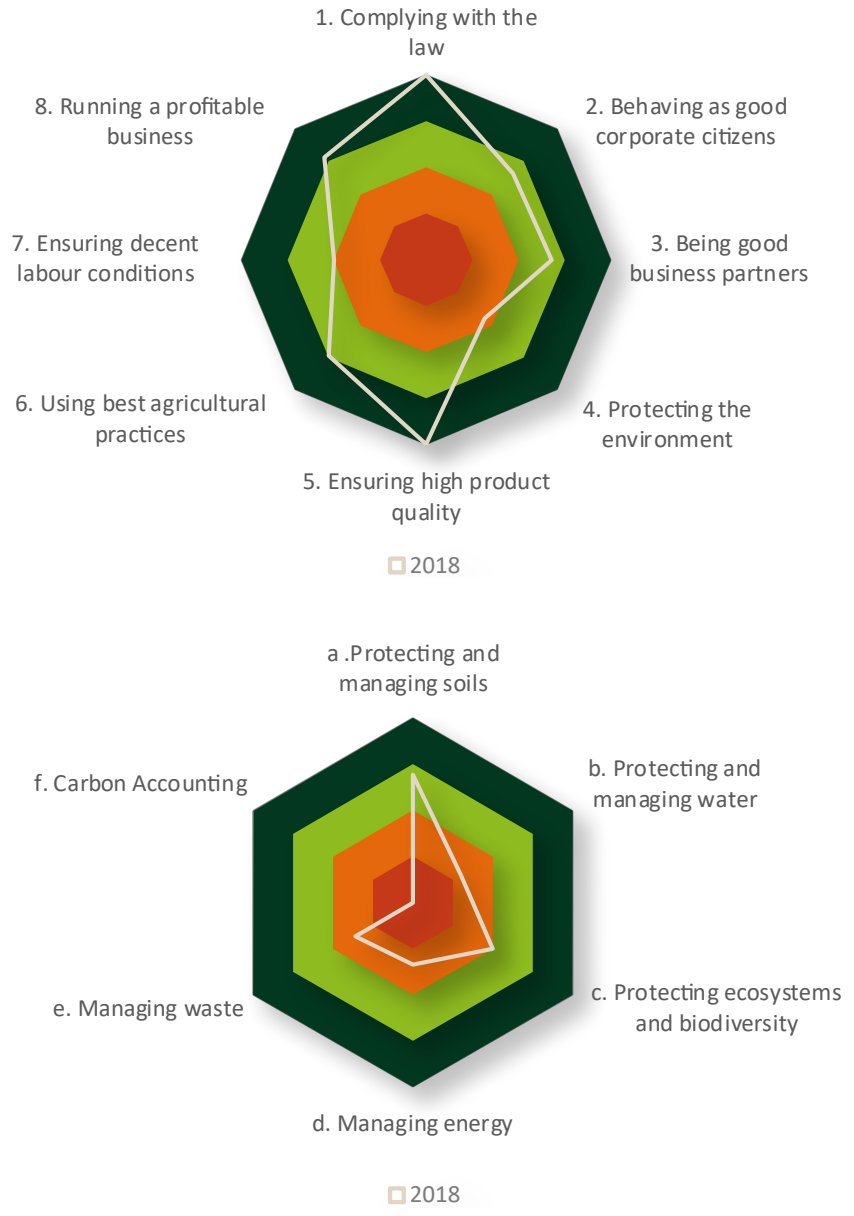 1. Complying with the
law
8. Running a profitable
business
2. Behaving as good
corporate citizens
7. Ensuring decent
labour conditions
3. Being good
business partners
6. Using best agricultural
practices
4. Protecting the
environment
5. Ensuring high product
quality
2018
a .Protecting and
managing soils
f. Carbon Accounting
b. Protecting and
managing water
e. Managing waste
c. Protecting ecosystems
and biodiversity
d. Managing energy
2018